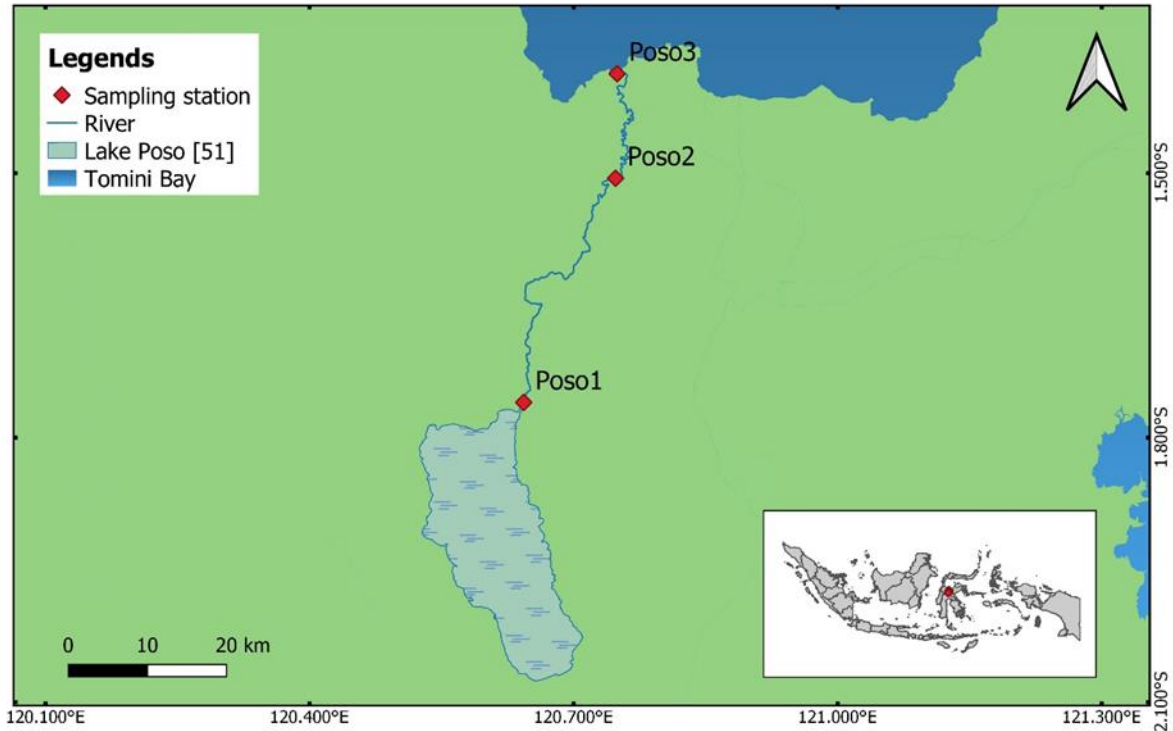 Legends
Sampling station
River
Lake Poso [51]
Tomini Bay
Poso3
Poso2
Poso1
1.500°S
1.800°S
2.100°S
0 10 20 km
120.100°E 120.400°E 120.700°E 121.000°E 121.300°E